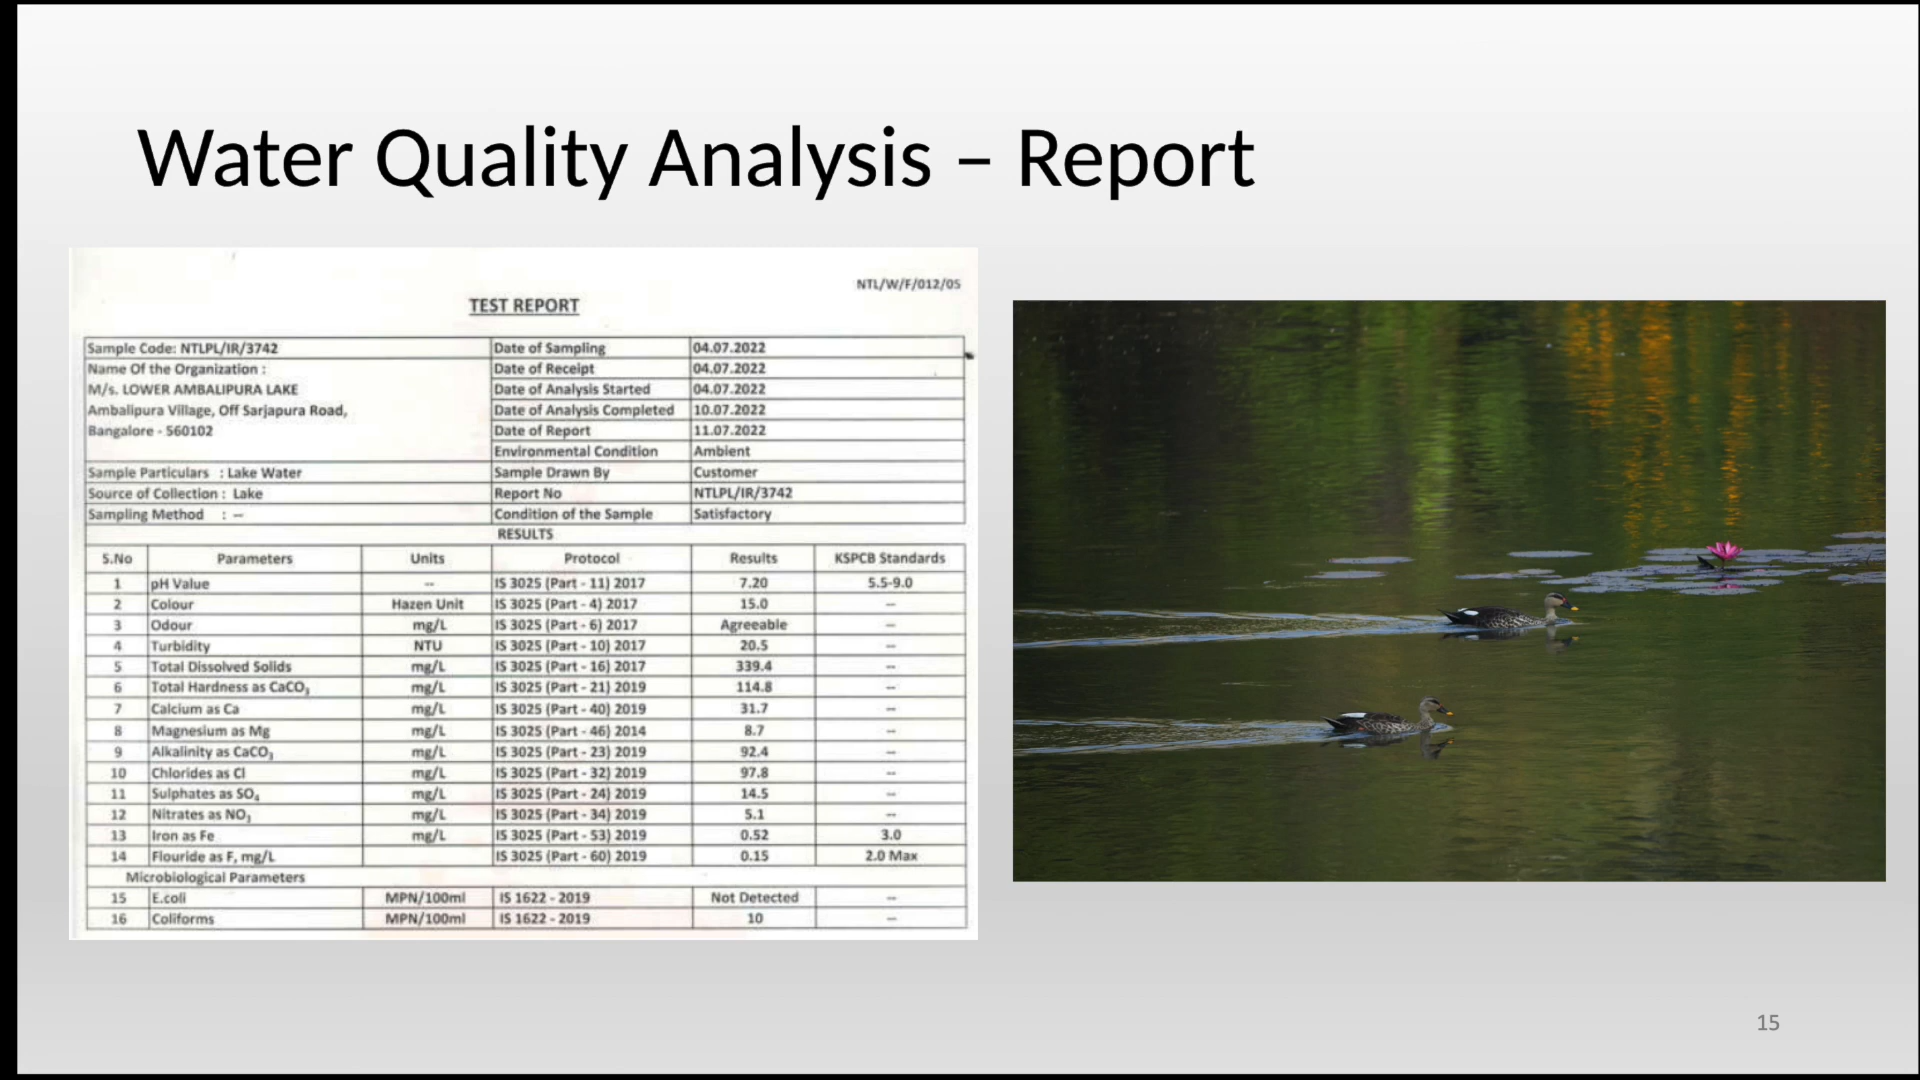 Water Quality Analysis – Report
NTL/W/F/012/05
TEST REPORT
Sample Code: NTLPL/IR/3742 Date of Sampling 04.07.2022
Name Of the Organization : Date of Receipt 04.07.2022
M/s. LOWER AMBALIPURA LAKE Date of Analysis Started 04.07.2022
Ambalipura Village, Off Sarjapura Road, Date of Analysis Completed 10.07.2022
Bangalore - 560102 Date of Report 11.07.2022
Environmental Condition Ambient
Sample Particulars : Lake Water Sample Drawn By Customer
Source of Collection : Lake Report No NTLPL/IR/3742
Sampling Method : -- Condition of the Sample Satisfactory
RESULTS
S.No Parameters Units Protocol Results KSPCB Standards
1 pH Value -- IS 3025 (Part - 11) 2017 7.20 5.5-9.0
2 Colour Hazen Unit IS 3025 (Part - 4) 2017 15.0 --
3 Odour mg/L IS 3025 (Part - 6) 2017 Agreeable --
4 Turbidity NTU IS 3025 (Part - 10) 2017 20.5 --
5 Total Dissolved Solids mg/L IS 3025 (Part - 16) 2017 339.4 --
6 Total Hardness as CaCO₃ mg/L IS 3025 (Part - 21) 2019 114.8 --
7 Calcium as Ca mg/L IS 3025 (Part - 40) 2019 31.7 --
8 Magnesium as Mg mg/L IS 3025 (Part - 46) 2014 8.7 --
9 Alkalinity as CaCO₃ mg/L IS 3025 (Part - 23) 2019 92.4 --
10 Chlorides as Cl mg/L IS 3025 (Part - 32) 2019 97.8 --
11 Sulphates as SO₄ mg/L IS 3025 (Part - 24) 2019 14.5 --
12 Nitrates as NO₃ mg/L IS 3025 (Part - 34) 2019 5.1 --
13 Iron as Fe mg/L IS 3025 (Part - 53) 2019 0.52 3.0
14 Flouride as F, mg/L IS 3025 (Part - 60) 2019 0.15 2.0 Max
Microbiological Parameters
15 E.coli MPN/100ml IS 1622 - 2019 Not Detected --
16 Coliforms MPN/100ml IS 1622 - 2019 10 --
15